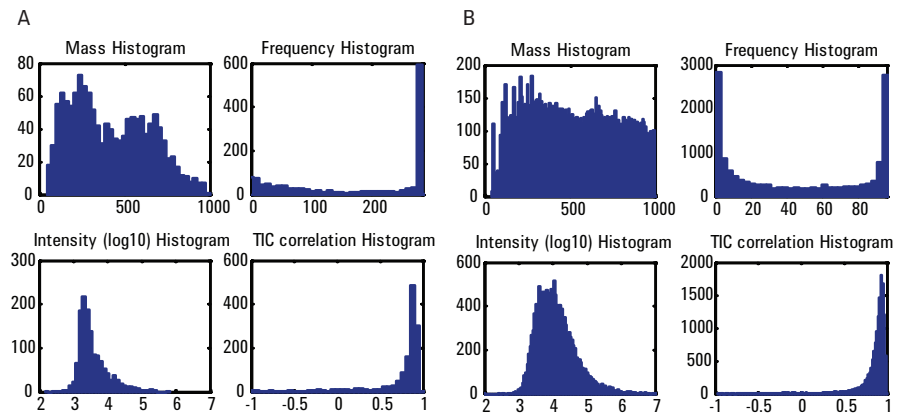 A
B
Mass Histogram
80
60
40
20
0
0 500 1000
Frequency Histogram
600
400
200
0
0 100 200
Intensity (log10) Histogram
300
200
100
0
2 3 4 5 6 7
TIC correlation Histogram
600
400
200
0
-1 -0.5 0 0.5 1
Mass Histogram
200
150
100
50
0
0 500 1000
Frequency Histogram
3000
2000
1000
0
0 20 40 60 80
Intensity (log10) Histogram
600
400
200
0
2 3 4 5 6 7
TIC correlation Histogram
2000
1500
1000
500
0
-1 -0.5 0 0.5 1